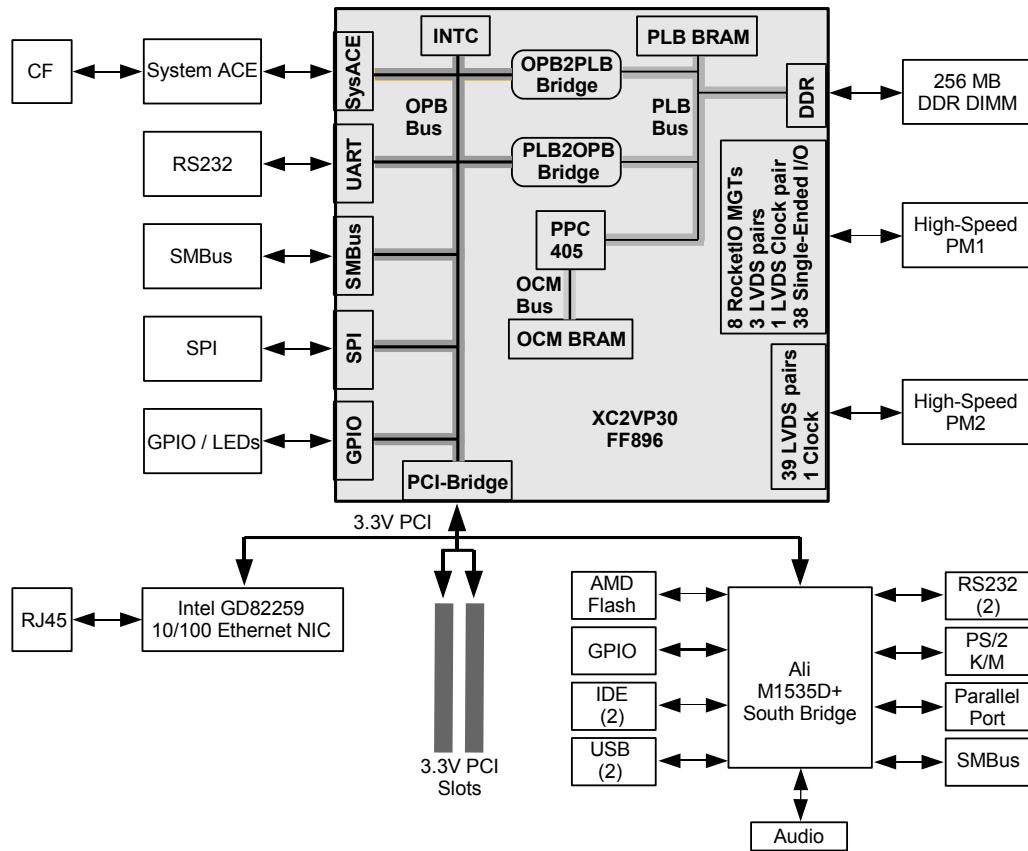 INTC
PLB BRAM
CF
System ACE
SysACE
OPB2PLB
Bridge
OPB
Bus
PLB
Bus
DDR
256 MB
DDR DIMM
RS232
UART
PLB2OPB
Bridge
8 RocketIO MGTs
3 LVDS pairs
1 LVDS Clock pair
38 Single-Ended I/O
High-Speed
PM1
SMBus
SMBus
PPC
405
OCM
Bus
OCM BRAM
SPI
SPI
GPIO / LEDs
GPIO
XC2VP30
FF896
39 LVDS pairs
1 Clock
High-Speed
PM2
PCI-Bridge
3.3V PCI
RJ45
Intel GD82259
10/100 Ethernet NIC
3.3V PCI
Slots
AMD
Flash
GPIO
IDE
(2)
USB
(2)
Ali
M1535D+
South Bridge
RS232
(2)
PS/2
K/M
Parallel
Port
SMBus
Audio